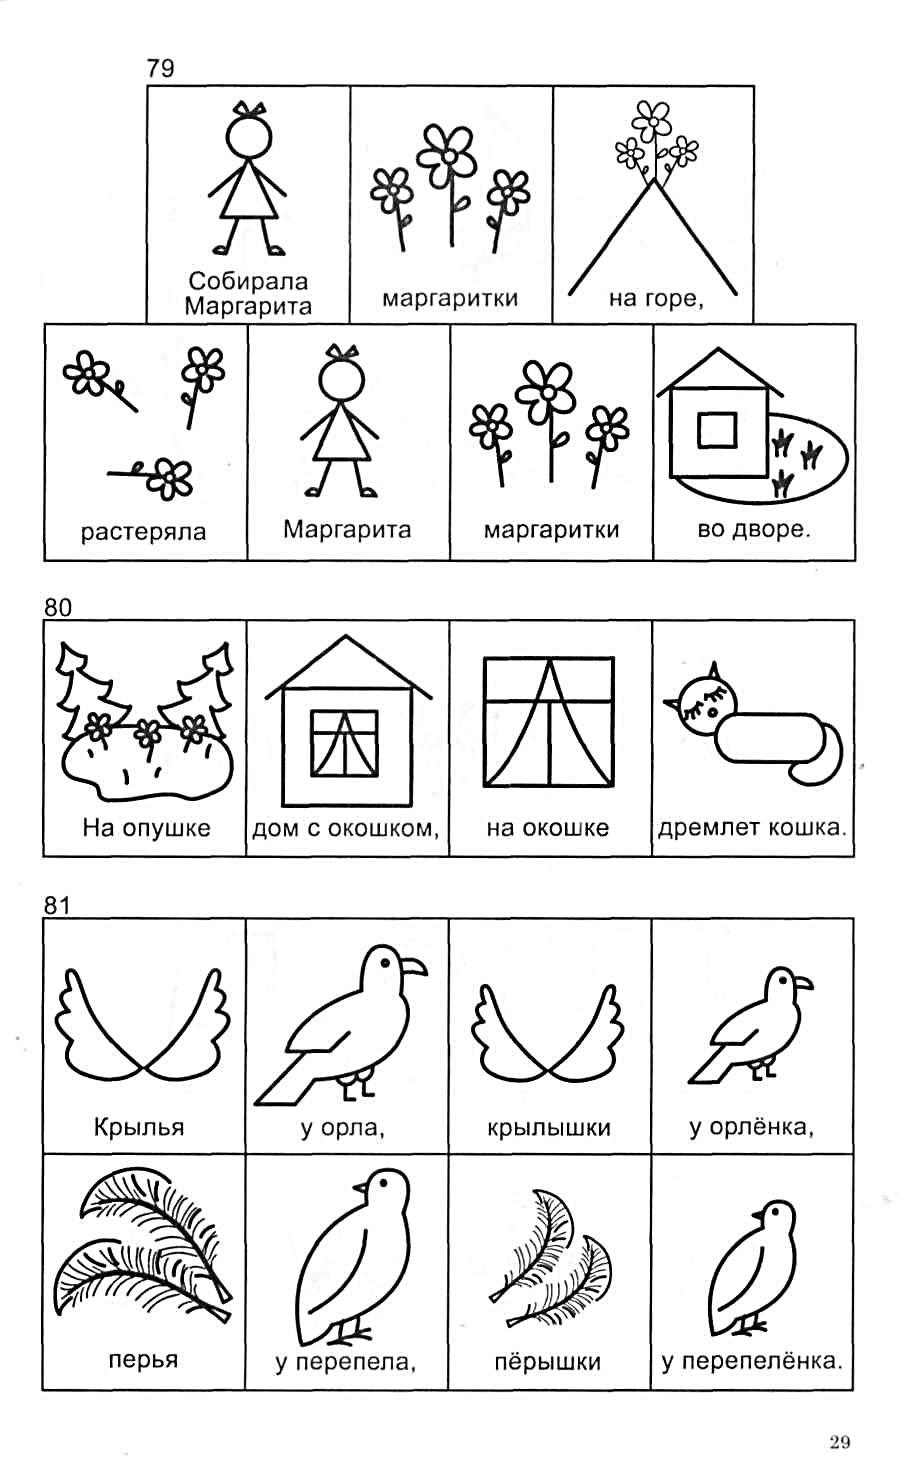 79
Собирала
Маргарита
маргаритки
на горе,
растеряла
Маргарита
маргаритки
во дворе.
80
На опушке
дом с окошком,
на окошке
дремлет кошка.
81
Крылья
у орла,
крылышки
у орлёнка,
перья
у перепела,
пёрышки
у перепелёнка.
29